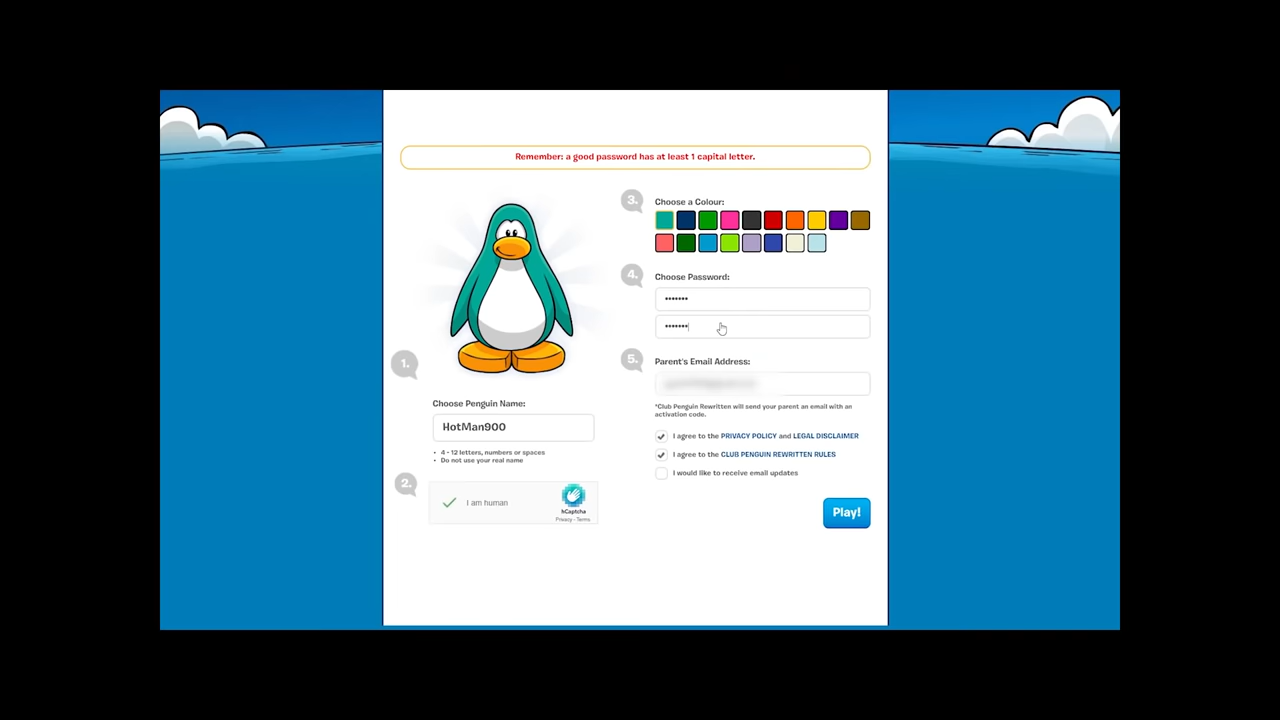 Remember: a good password has at least 1 capital letter.
1.
Choose Penguin Name:
HotMan900
• 4 - 12 letters, numbers or spaces
• Do not use your real name
2.
I am human
hCaptcha
Privacy - Terms
3.
Choose a Colour:
4.
Choose Password:
•••••••
•••••••
5.
Parent's Email Address:
*Club Penguin Rewritten will send your parent an email with an
activation code.
I agree to the PRIVACY POLICY and LEGAL DISCLAIMER
I agree to the CLUB PENGUIN REWRITTEN RULES
I would like to receive email updates
Play!